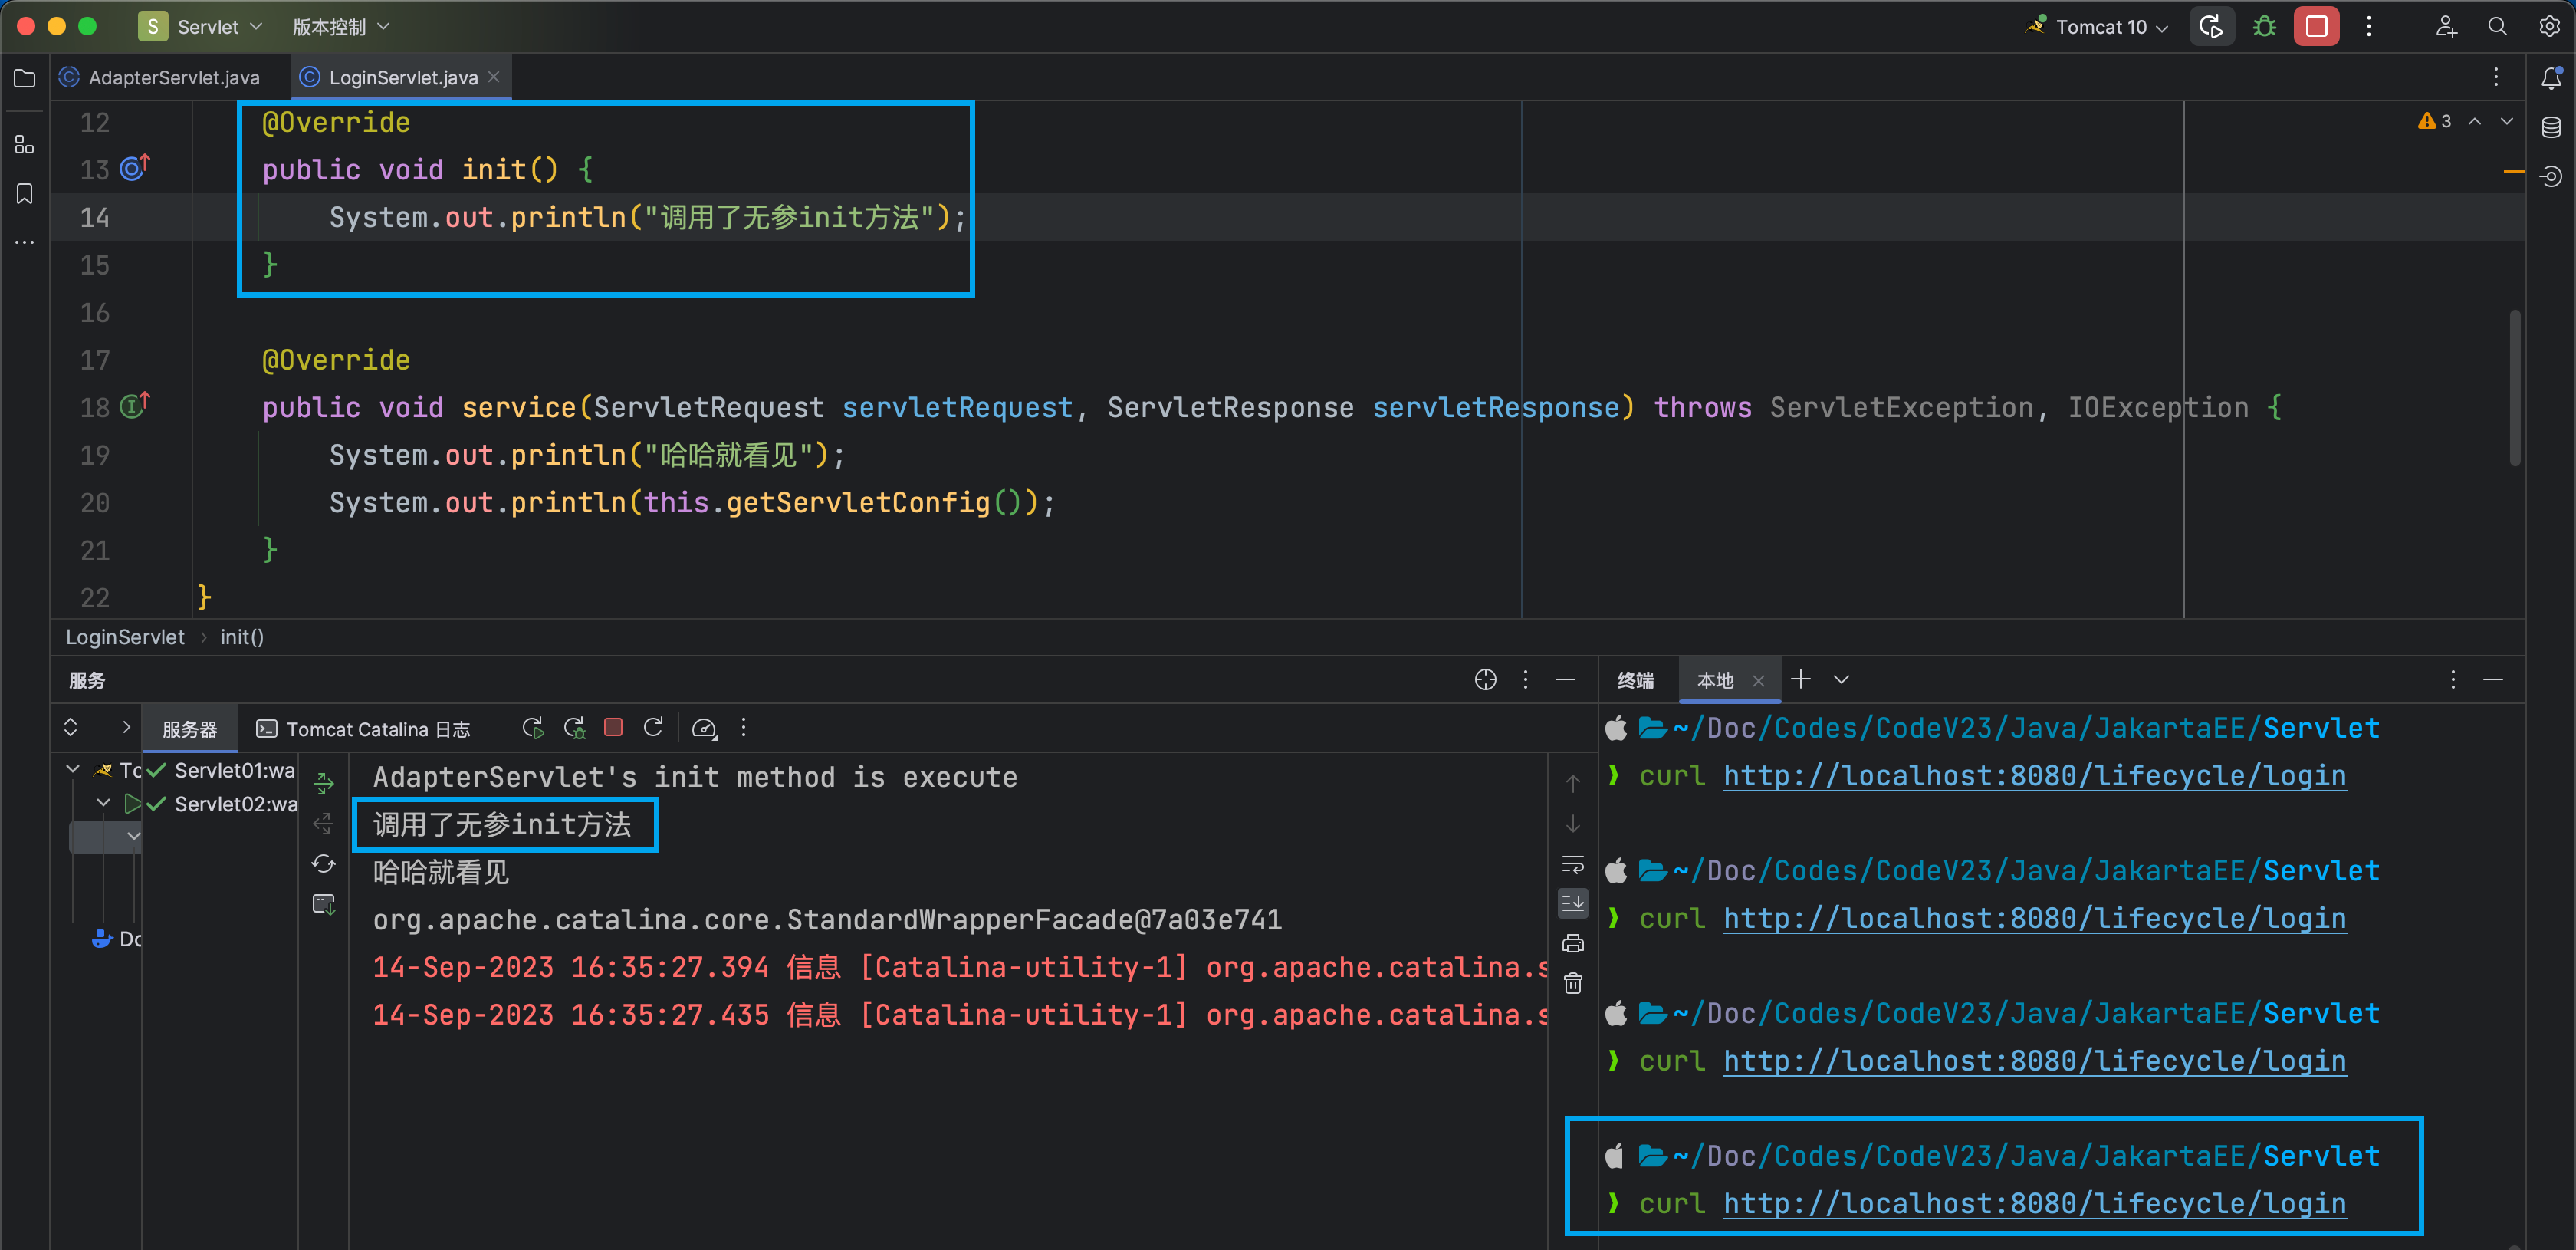 S Servlet 版本控制 Tomcat 10
AdapterServlet.java LoginServlet.java
12 @Override
13 public void init() {
14 System.out.println("调用了无参init方法");
15 }
16
17 @Override
18 public void service(ServletRequest servletRequest, ServletResponse servletResponse) throws ServletException, IOException {
19 System.out.println("哈哈就看见");
20 System.out.println(this.getServletConfig());
21 }
22 }
3
LoginServlet › init()
服务
服务器 Tomcat Catalina 日志
To
Servlet01:wa
Servlet02:wa
Do
AdapterServlet's init method is execute
调用了无参init方法
哈哈就看见
org.apache.catalina.core.StandardWrapperFacade@7a03e741
14-Sep-2023 16:35:27.394 信息 [Catalina-utility-1] org.apache.catalina.s
14-Sep-2023 16:35:27.435 信息 [Catalina-utility-1] org.apache.catalina.s
终端 本地
~/Doc/Codes/CodeV23/Java/JakartaEE/Servlet
❯ curl http://localhost:8080/lifecycle/login
~/Doc/Codes/CodeV23/Java/JakartaEE/Servlet
❯ curl http://localhost:8080/lifecycle/login
~/Doc/Codes/CodeV23/Java/JakartaEE/Servlet
❯ curl http://localhost:8080/lifecycle/login
~/Doc/Codes/CodeV23/Java/JakartaEE/Servlet
❯ curl http://localhost:8080/lifecycle/login